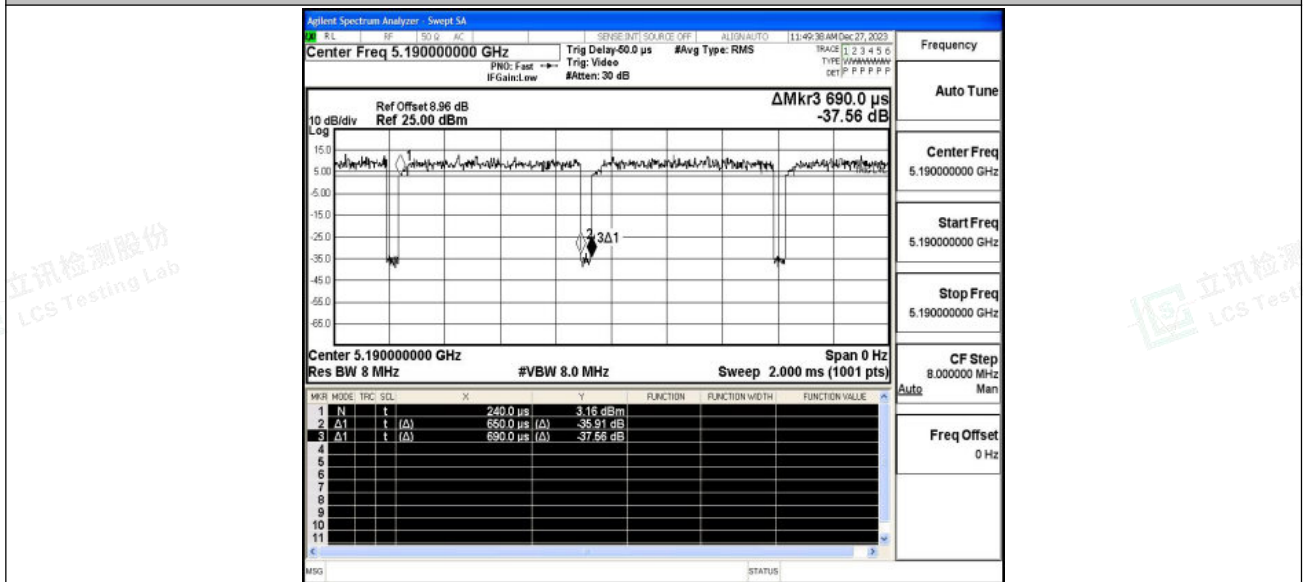 Agilent Spectrum Analyzer - Swept SA
RL RF 50 Ω AC SENSE:INT SOURCE OFF ALIGNAUTO 11:49:38 AM Dec 27, 2023
Center Freq 5.190000000 GHz
PNO: Fast
IFGain:Low
Trig Delay-50.0 µs
Trig: Video
#Atten: 30 dB
#Avg Type: RMS
TRACE 1 2 3 4 5 6
TYPE WWWWWW
DET P P P P P P
Frequency
Auto Tune
Center Freq
5.190000000 GHz
Start Freq
5.190000000 GHz
Stop Freq
5.190000000 GHz
CF Step
8.000000 MHz
Auto Man
Freq Offset
0 Hz
ΔMkr3 690.0 µs
-37.56 dB
Ref Offset 8.96 dB
10 dB/div Ref 25.00 dBm
Log
15.0
5.00
-5.00
-15.0
-25.0
-35.0
-45.0
-55.0
-65.0
1
2
3Δ1
Center 5.190000000 GHz Span 0 Hz
Res BW 8 MHz #VBW 8.0 MHz Sweep 2.000 ms (1001 pts)
MKR MODE TRC SCL X Y FUNCTION FUNCTION WIDTH FUNCTION VALUE
1 N t 240.0 µs 3.16 dBm
2 Δ1 t (Δ) 650.0 µs (Δ) -35.91 dB
3 Δ1 t (Δ) 690.0 µs (Δ) -37.56 dB
4
5
6
7
8
9
10
11
MSG STATUS
立讯检测股份
LCS Testing Lab
立讯检测
LCS Test